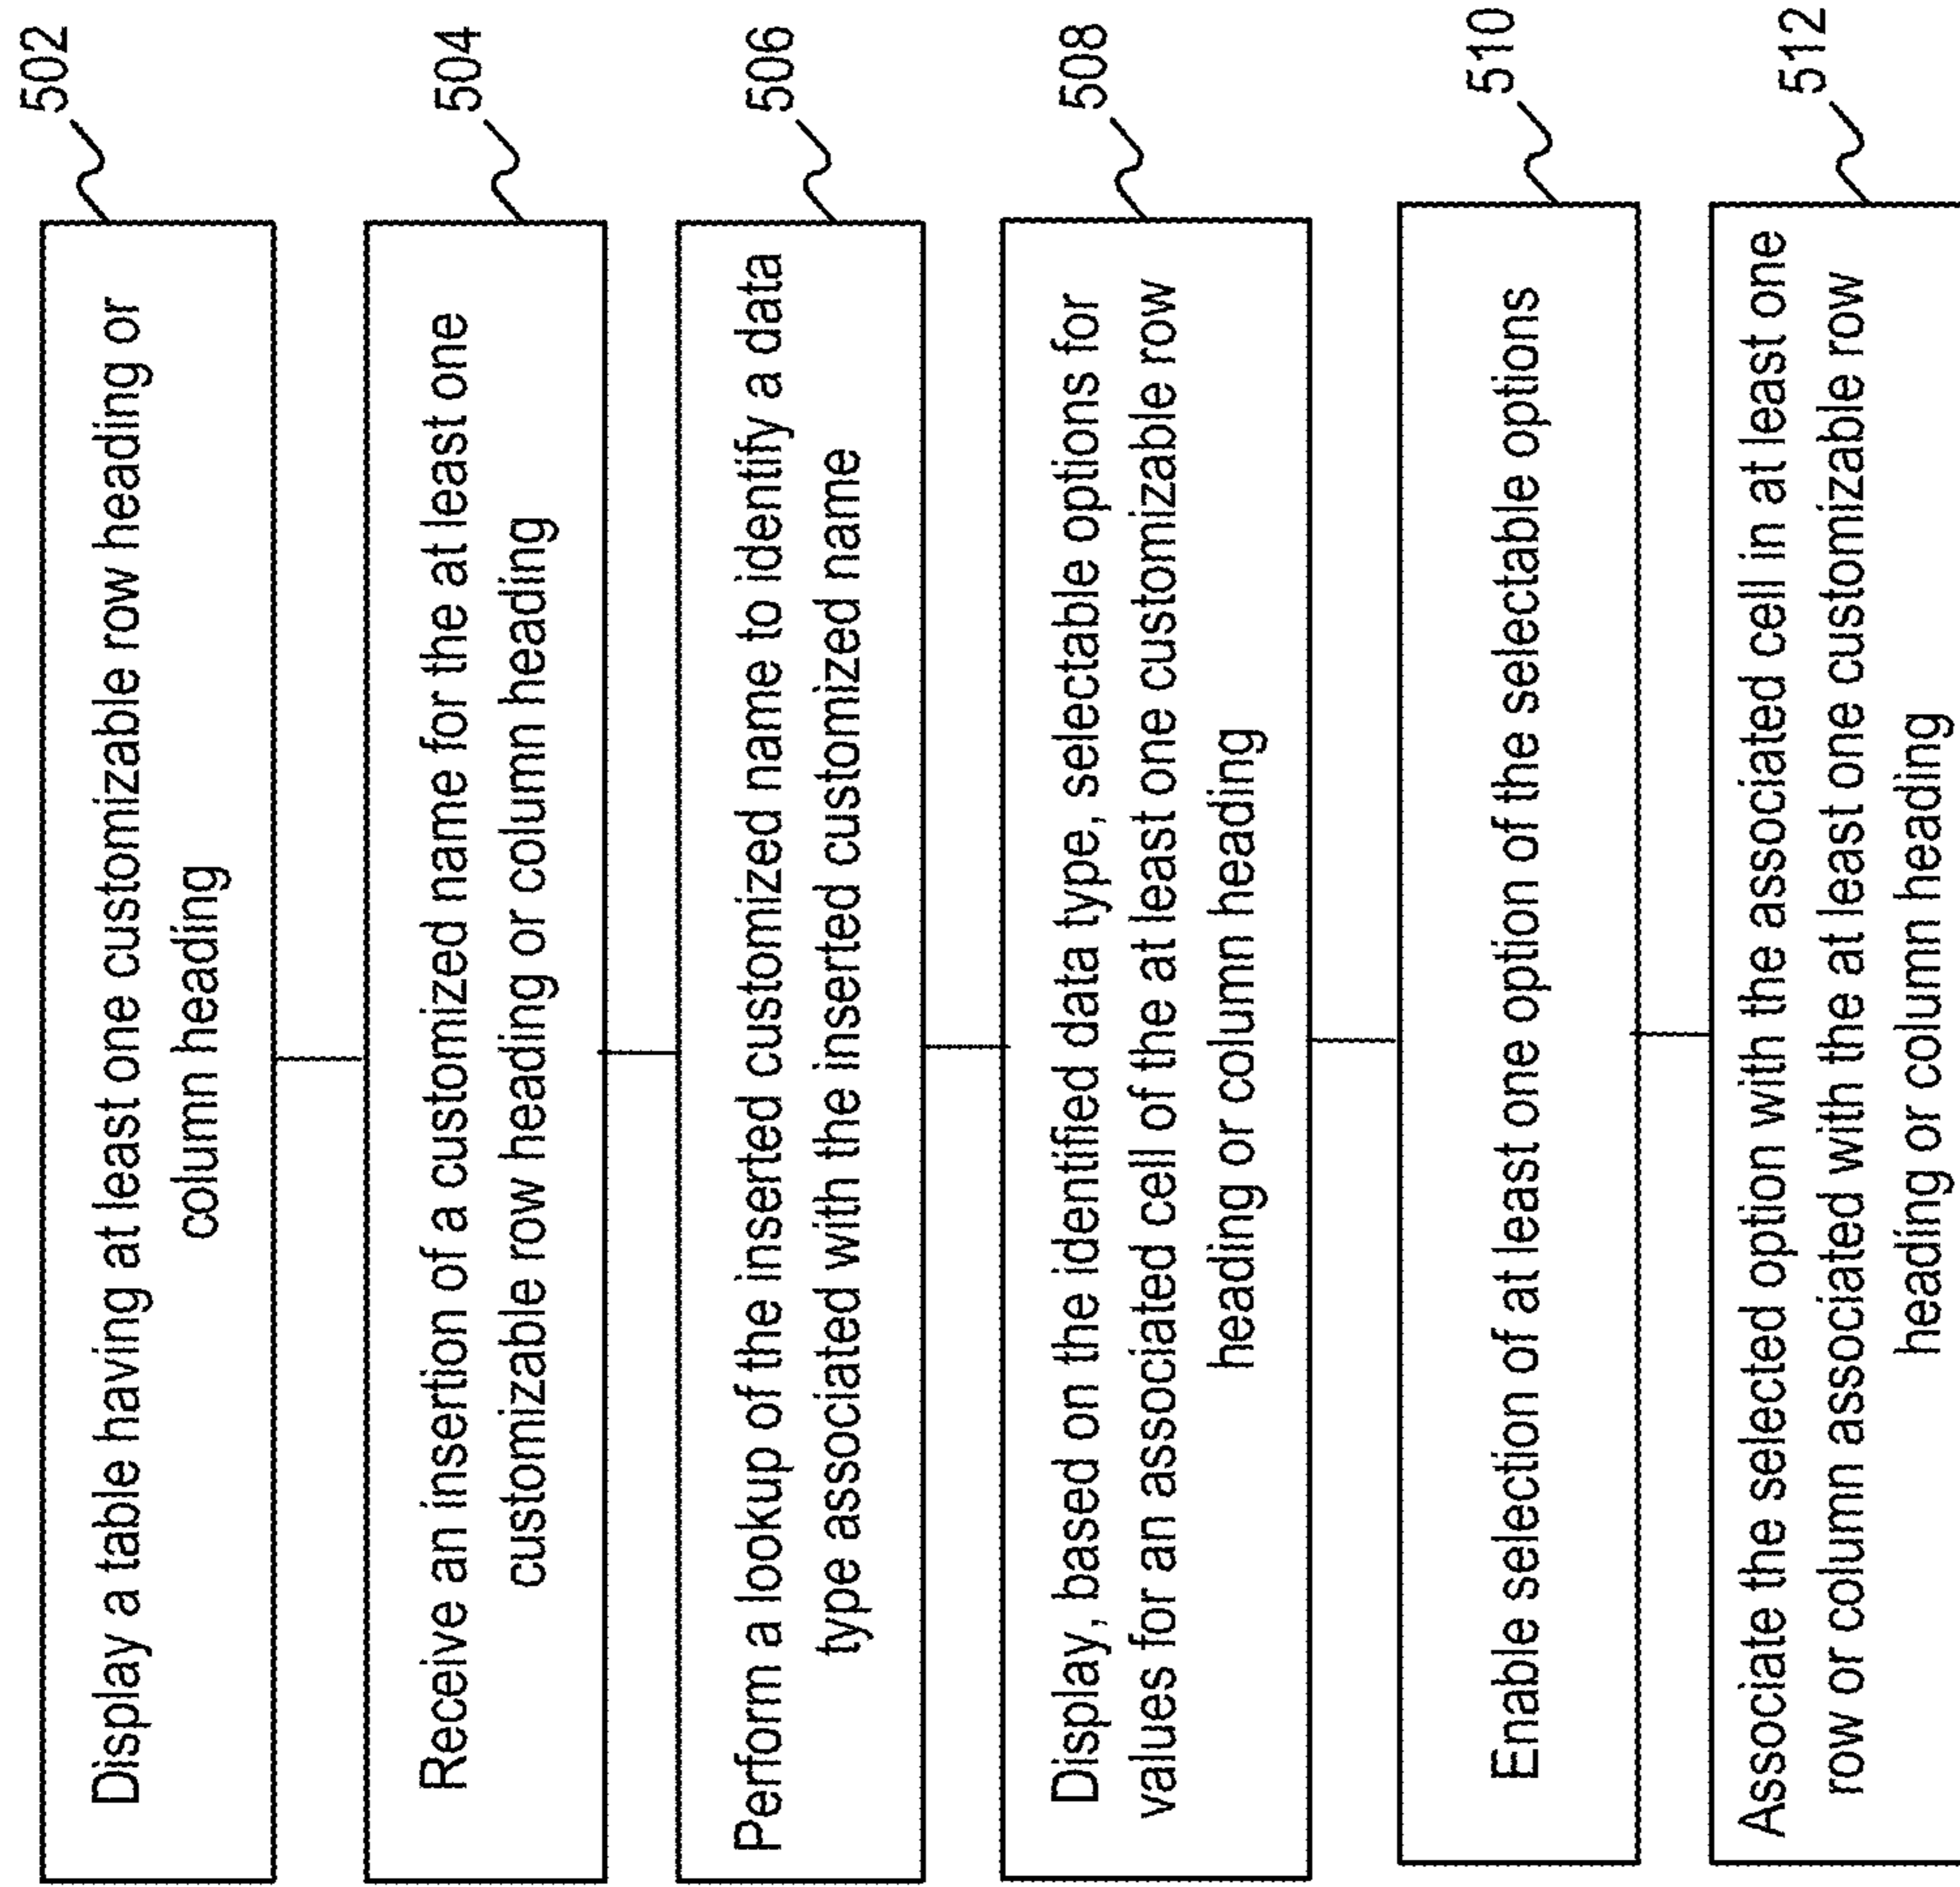 502
Display a table having at least one customizable row heading or
column heading
504
Receive an insertion of a customized name for the at least one
customizable row heading or column heading
506
Perform a lookup of the inserted customized name to identify a data
type associated with the inserted customized name
508
Display, based on the identified data type, selectable options for
values for an associated cell of the at least one customizable row
heading or column heading
510
Enable selection of at least one option of the selectable options
512
Associate the selected option with the associated cell in at least one
row or column associated with the at least one customizable row
heading or column heading